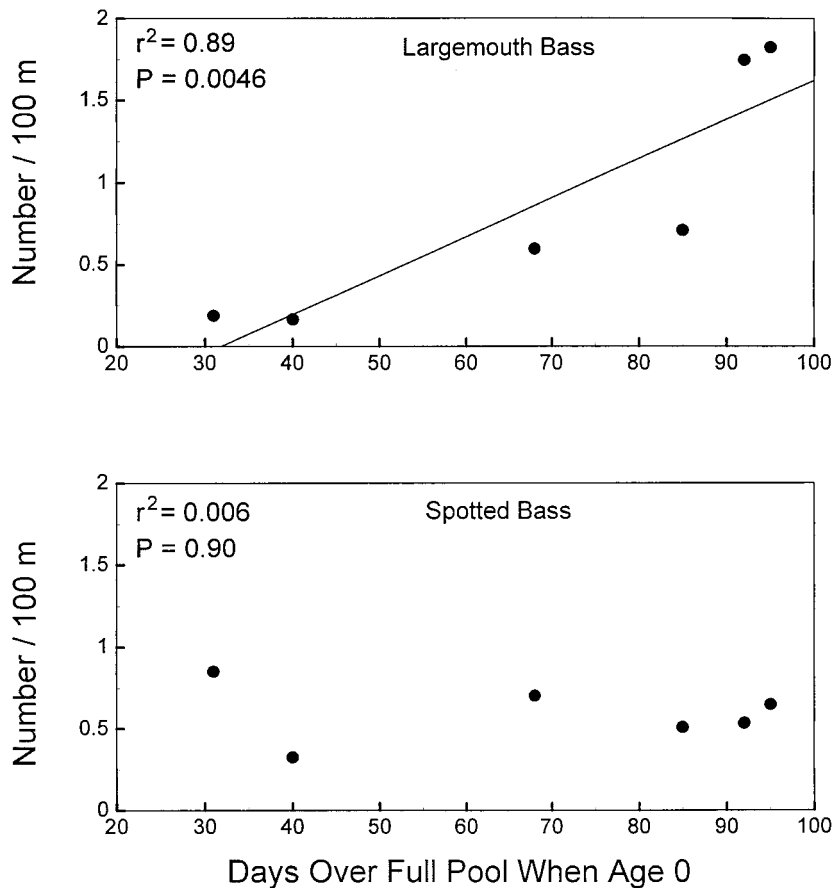 2
r² = 0.89
Largemouth Bass
P = 0.0046
1.5
1
0.5
0
Number / 100 m
20 30 40 50 60 70 80 90 100
2
r² = 0.006
Spotted Bass
P = 0.90
1.5
1
0.5
0
Number / 100 m
20 30 40 50 60 70 80 90 100
Days Over Full Pool When Age 0